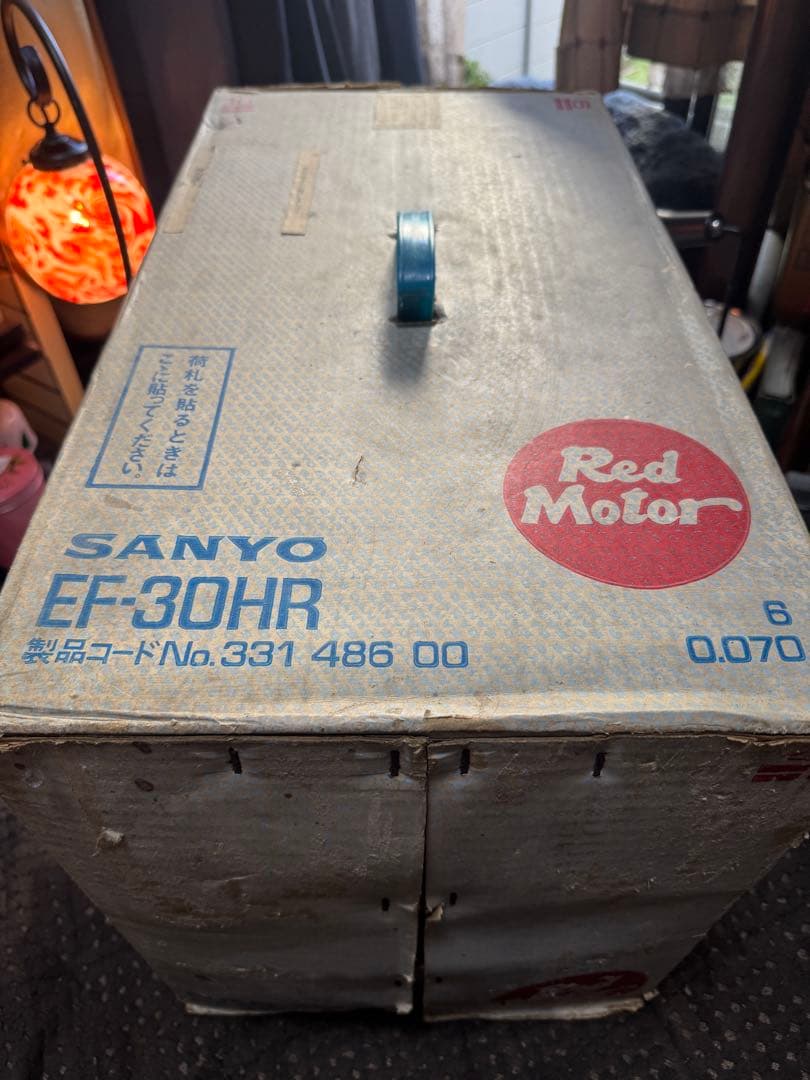 荷札を貼るときは
ここに貼ってください。
Red
Motor
SANYO
EF-30HR
製品コードNo.331 486 00
6
0.070